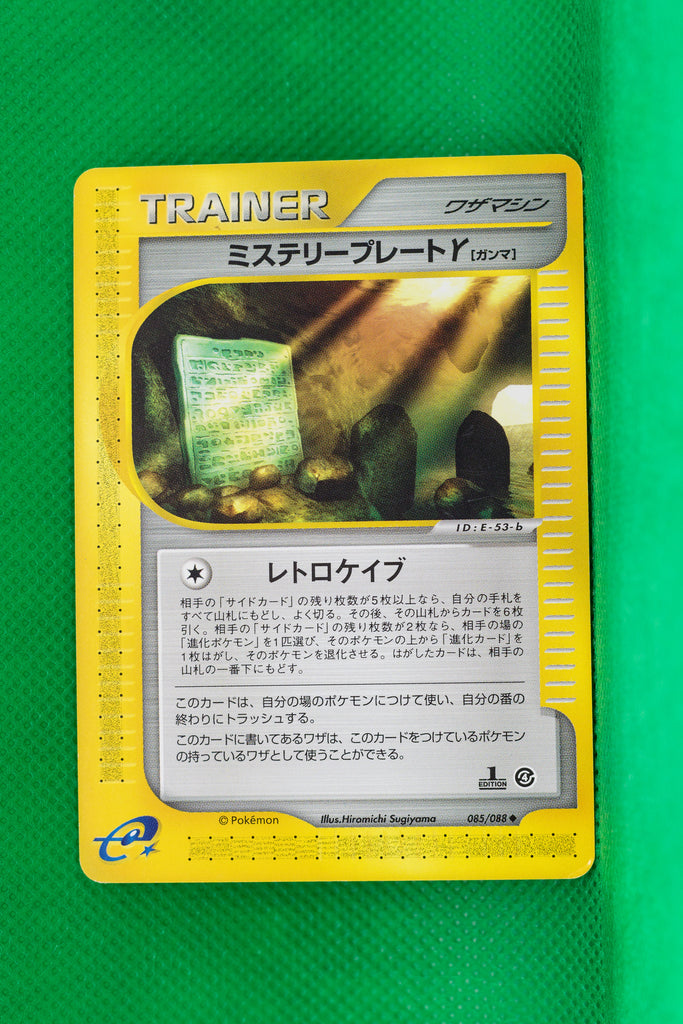 TRAINER
ワザマシン
ミステリープレートγ[ガンマ]
ID:E-53-b
レトロケイブ
相手の「サイドカード」の残り枚数が5枚以上なら、自分の手札を
すべて山札にもどし、よく切る。その後、その山札からカードを6枚
引く。相手の「サイドカード」の残り枚数が2枚なら、相手の場の
「進化ポケモン」を1匹選び、そのポケモンの上から「進化カード」を
1枚はがし、そのポケモンを退化させる。はがしたカードは、相手の
山札の一番下にもどす。
このカードは、自分の場のポケモンにつけて使い、自分の番の
終わりにトラッシュする。
このカードに書いてあるワザは、このカードをつけているポケモン
の持っているワザとして使うことができる。
1
EDITION
4
© Pokémon
Illus.Hiromichi Sugiyama
085/088 ◆
e